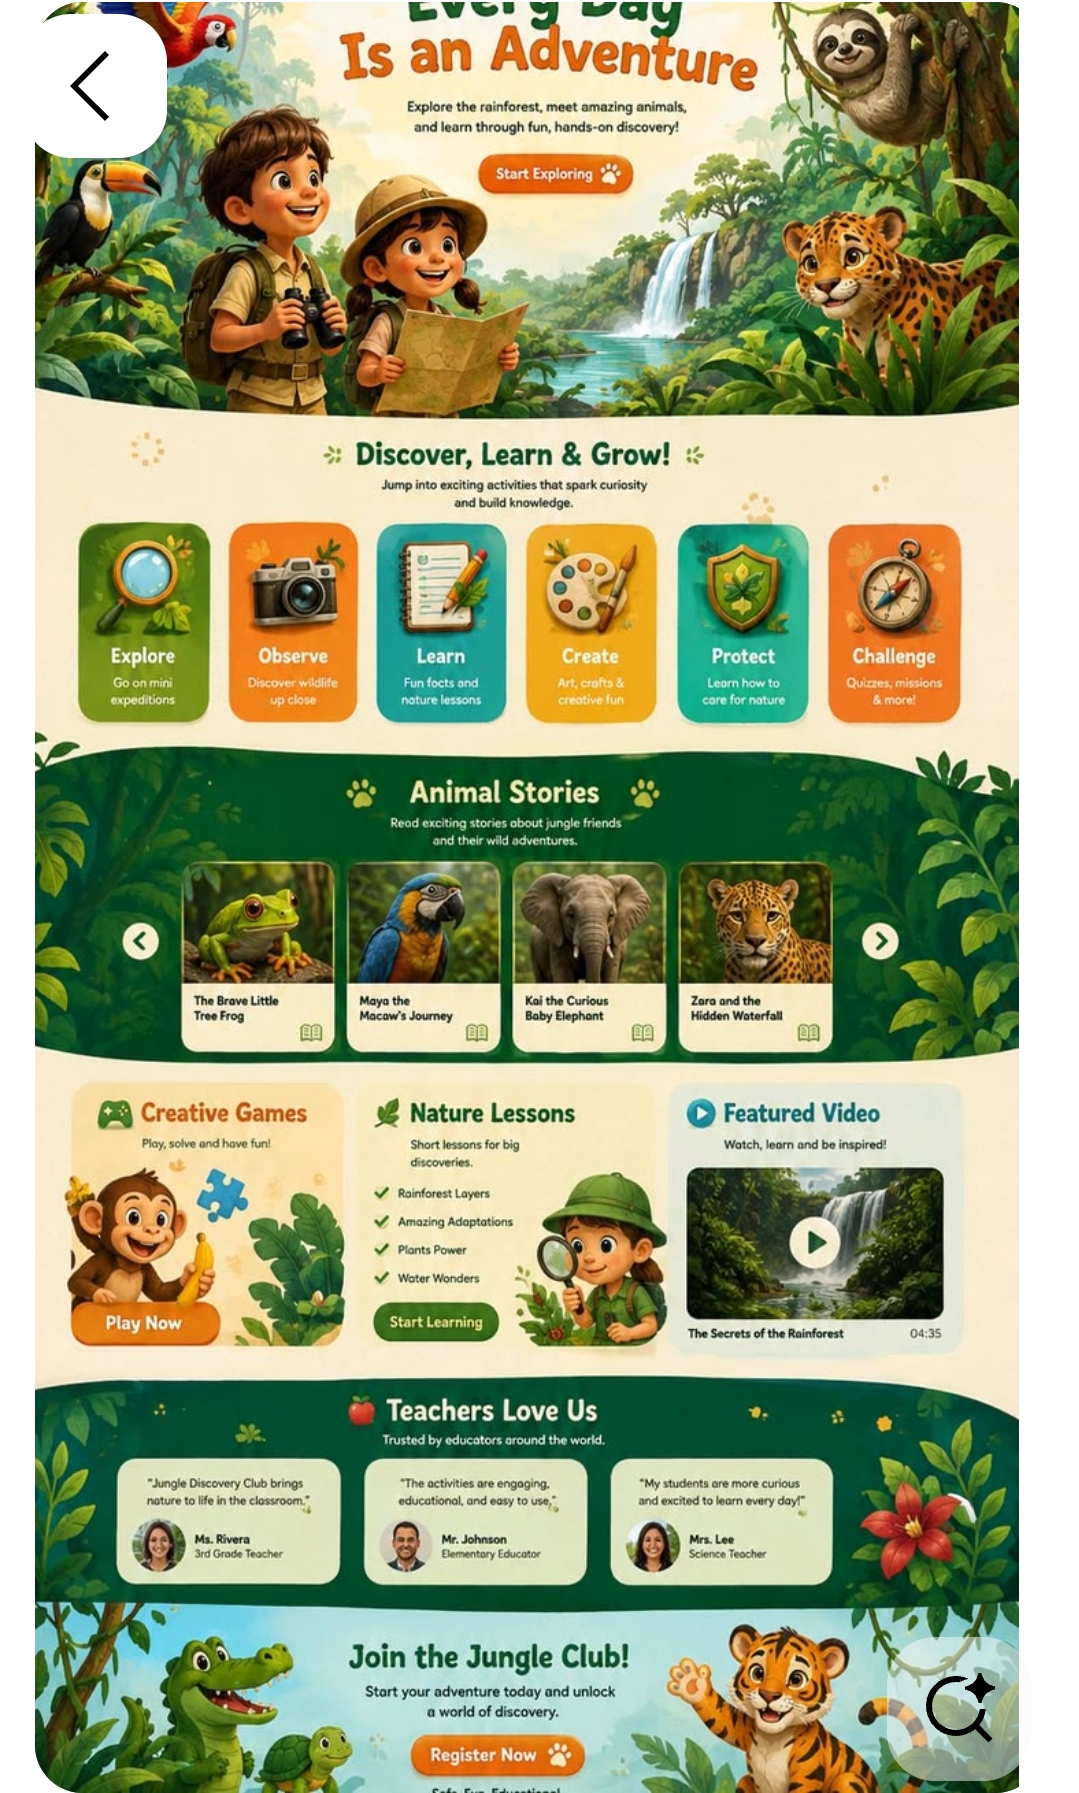 Every Day
Is an Adventure
Explore the rainforest, meet amazing animals,
and learn through fun, hands-on discovery!
Start Exploring
Discover, Learn & Grow!
Jump into exciting activities that spark curiosity
and build knowledge.
Explore
Go on mini
expeditions
Observe
Discover wildlife
up close
Learn
Fun facts and
nature lessons
Create
Art, crafts &
creative fun
Protect
Learn how to
care for nature
Challenge
Quizzes, missions
& more!
Animal Stories
Read exciting stories about jungle friends
and their wild adventures.
The Brave Little
Tree Frog
Maya the
Macaw's Journey
Kai the Curious
Baby Elephant
Zara and the
Hidden Waterfall
Creative Games
Play, solve and have fun!
Play Now
Nature Lessons
Short lessons for big
discoveries.
Rainforest Layers
Amazing Adaptations
Plants Power
Water Wonders
Start Learning
Featured Video
Watch, learn and be inspired!
The Secrets of the Rainforest
04:35
Teachers Love Us
Trusted by educators around the world.
"Jungle Discovery Club brings
nature to life in the classroom."
Ms. Rivera
3rd Grade Teacher
"The activities are engaging,
educational, and easy to use."
Mr. Johnson
Elementary Educator
"My students are more curious
and excited to learn every day!"
Mrs. Lee
Science Teacher
Join the Jungle Club!
Start your adventure today and unlock
a world of discovery.
Register Now
Safe. Fun. Educational!